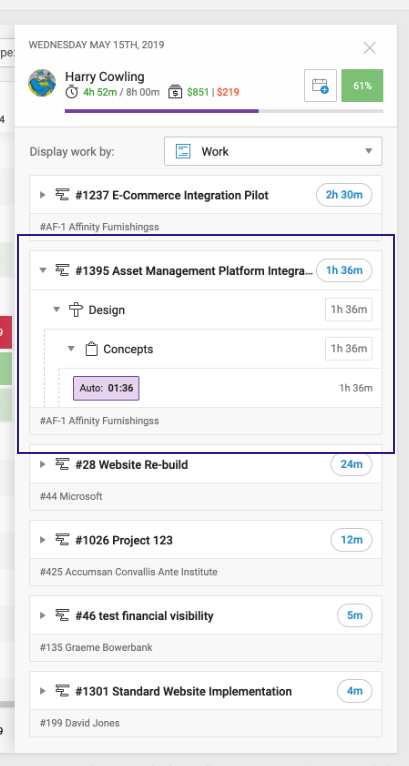 WEDNESDAY MAY 15TH, 2019
ype:
Harry Cowling
4h 52m / 8h 00m $851 | $219
61%
4
Display work by: Work
#1237 E-Commerce Integration Pilot 2h 30m
#AF-1 Affinity Furnishingss
#1395 Asset Management Platform Integra... 1h 36m
Design 1h 36m
Concepts 1h 36m
Auto: 01:36 1h 36m
#AF-1 Affinity Furnishingss
#28 Website Re-build 24m
#44 Microsoft
#1026 Project 123 12m
#425 Accumsan Convallis Ante Institute
#46 test financial visibility 5m
#135 Graeme Bowerbank
#1301 Standard Website Implementation 4m
#199 David Jones